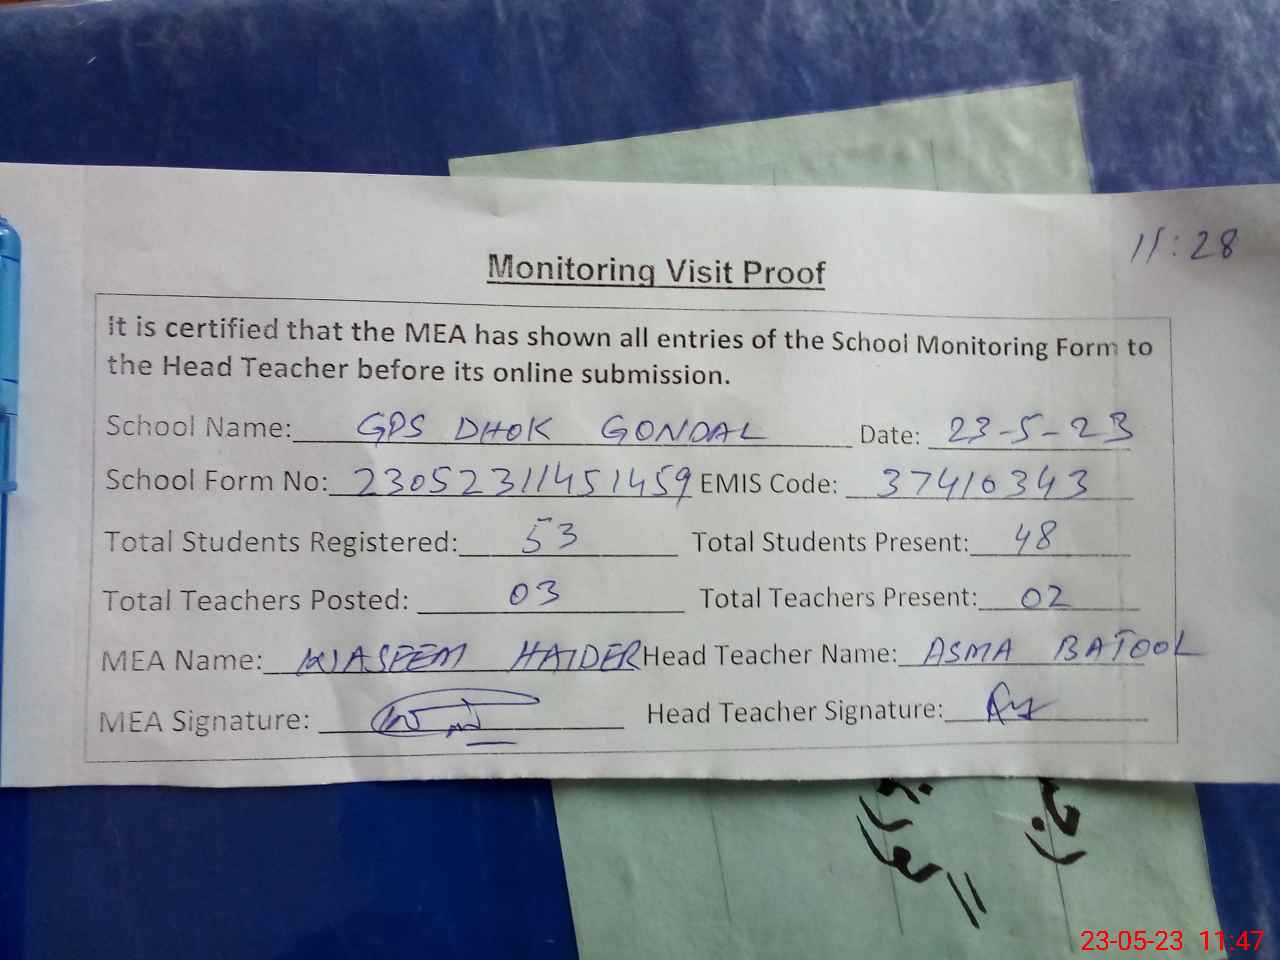 11:28
Monitoring Visit Proof
it is certified that the MEA has shown all entries of the School Monitoring Form to
the Head Teacher before its online submission.
School Name: GPS DHOK GONDAL Date: 23-5-23
School Form No: 23052311451459 EMIS Code: 37410343
Total Students Registered: 53 Total Students Present: 48
Total Teachers Posted: 03 Total Teachers Present: 02
MEA Name: WASEEM HAIDER Head Teacher Name: ASMA BATOOL
MEA Signature: Head Teacher Signature:
23-05-23 11:47